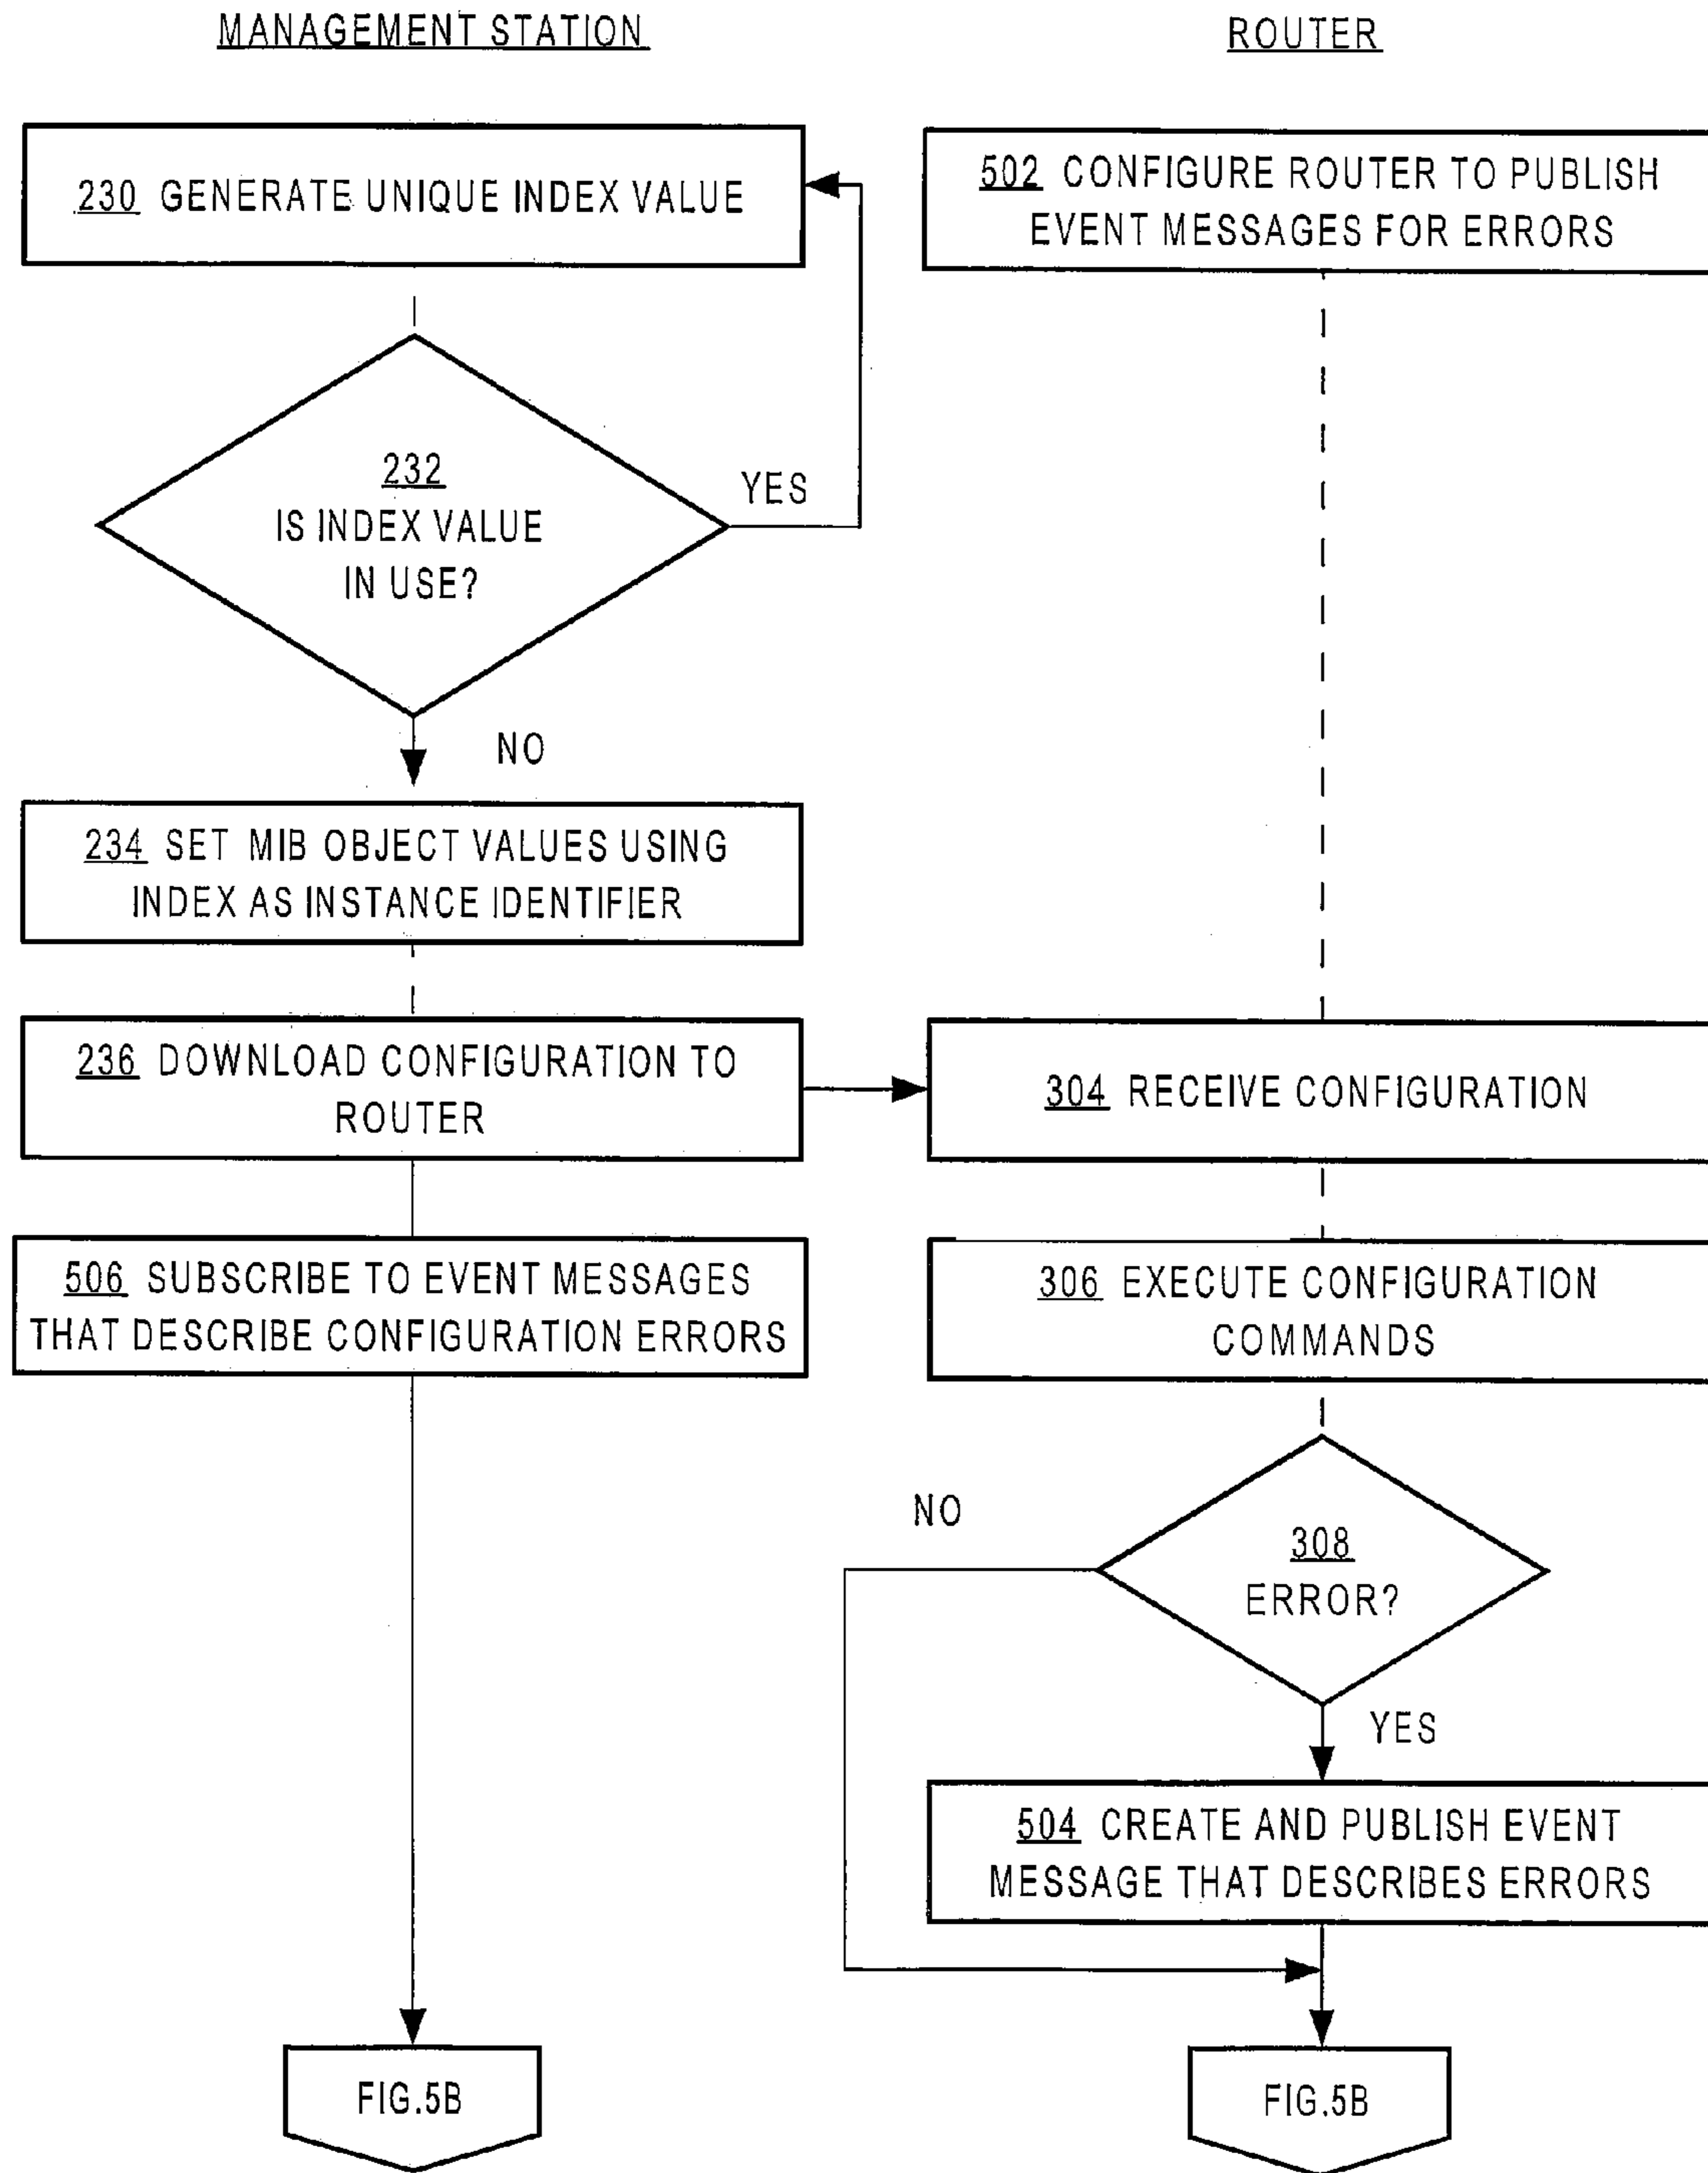 MANAGEMENT STATION
ROUTER
230 GENERATE UNIQUE INDEX VALUE
502 CONFIGURE ROUTER TO PUBLISH
EVENT MESSAGES FOR ERRORS
232
IS INDEX VALUE
IN USE?
YES
NO
234 SET MIB OBJECT VALUES USING
INDEX AS INSTANCE IDENTIFIER
236 DOWNLOAD CONFIGURATION TO
ROUTER
304 RECEIVE CONFIGURATION
506 SUBSCRIBE TO EVENT MESSAGES
THAT DESCRIBE CONFIGURATION ERRORS
306 EXECUTE CONFIGURATION
COMMANDS
NO
308
ERROR?
YES
504 CREATE AND PUBLISH EVENT
MESSAGE THAT DESCRIBES ERRORS
FIG.5B
FIG.5B